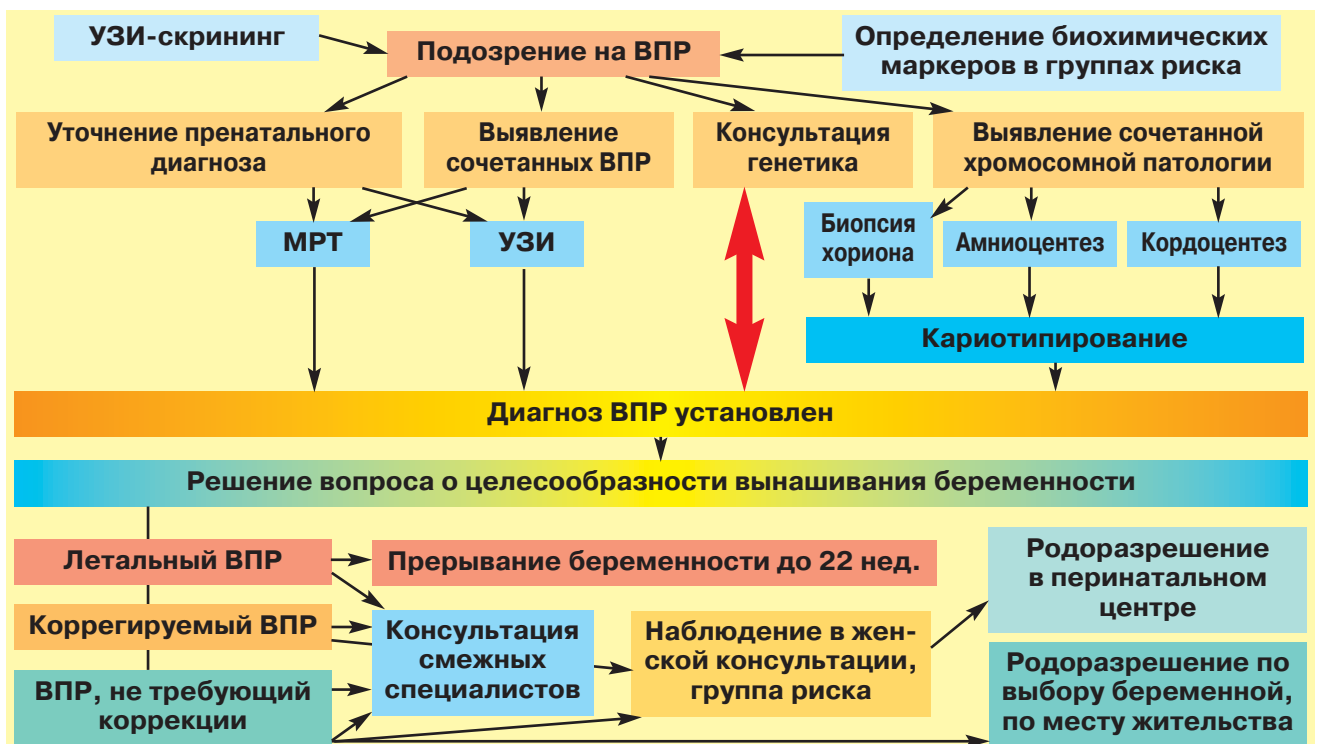 УЗИ-скрининг
Подозрение на ВПР
Определение биохимических
маркеров в группах риска
Уточнение пренатального
диагноза
Выявление
сочетанных ВПР
Консультация
генетика
Выявление сочетанной
хромосомной патологии
МРТ
УЗИ
Биопсия
хориона
Амниоцентез
Кордоцентез
Кариотипирование
Диагноз ВПР установлен
Решение вопроса о целесообразности вынашивания беременности
Летальный ВПР
Прерывание беременности до 22 нед.
Родоразрешение
в перинатальном
центре
Коррегируемый ВПР
Консультация
смежных
специалистов
Наблюдение в жен-
ской консультации,
группа риска
ВПР, не требующий
коррекции
Родоразрешение по
выбору беременной,
по месту жительства